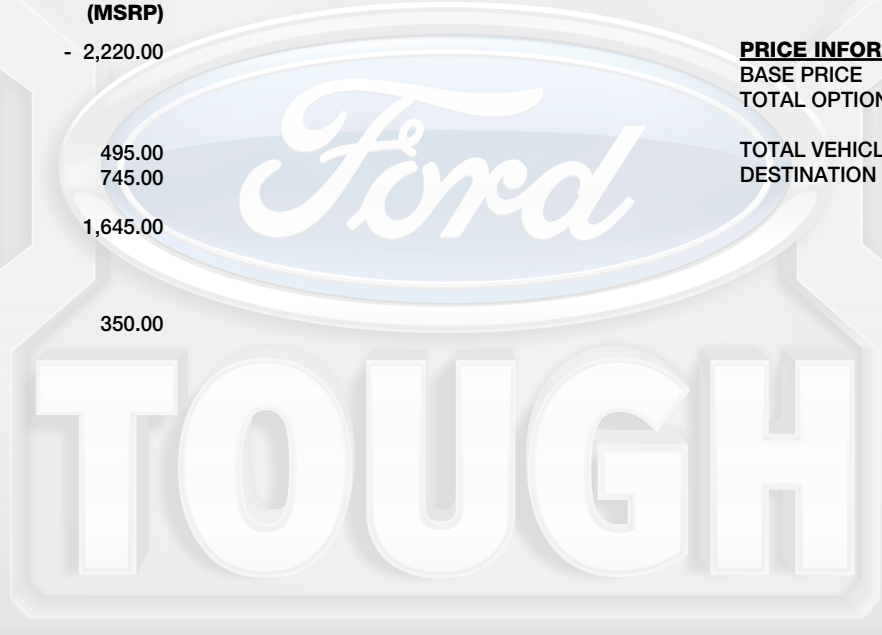 (MSRP)
- 2,220.00
495.00
745.00
1,645.00
350.00
PRICE INFOR
BASE PRICE
TOTAL OPTION
TOTAL VEHICL
DESTINATION
Ford
TOUGH